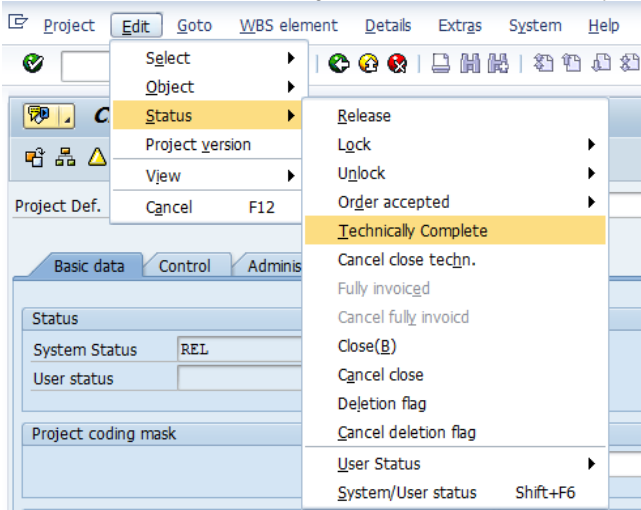 Project Edit Goto WBS element Details Extras System Help
Select
Object
C
Status
Release
Project version
Lock
View
Unlock
Project Def.
Cancel F12
Order accepted
Technically Complete
Basic data Control Adminis
Cancel close techn.
Fully invoiced
Status
Cancel fully invoicd
System Status REL
Close(B)
User status
Cancel close
Deletion flag
Project coding mask
Cancel deletion flag
User Status
System/User status Shift+F6